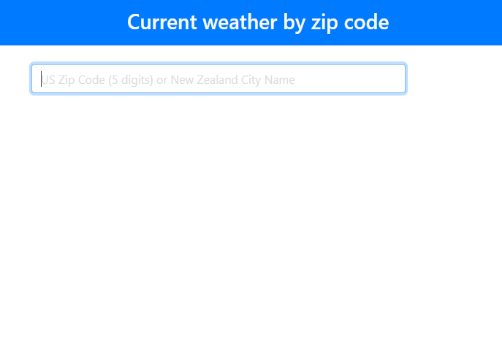 Current weather by zip code
US Zip Code (5 digits) or New Zealand City Name